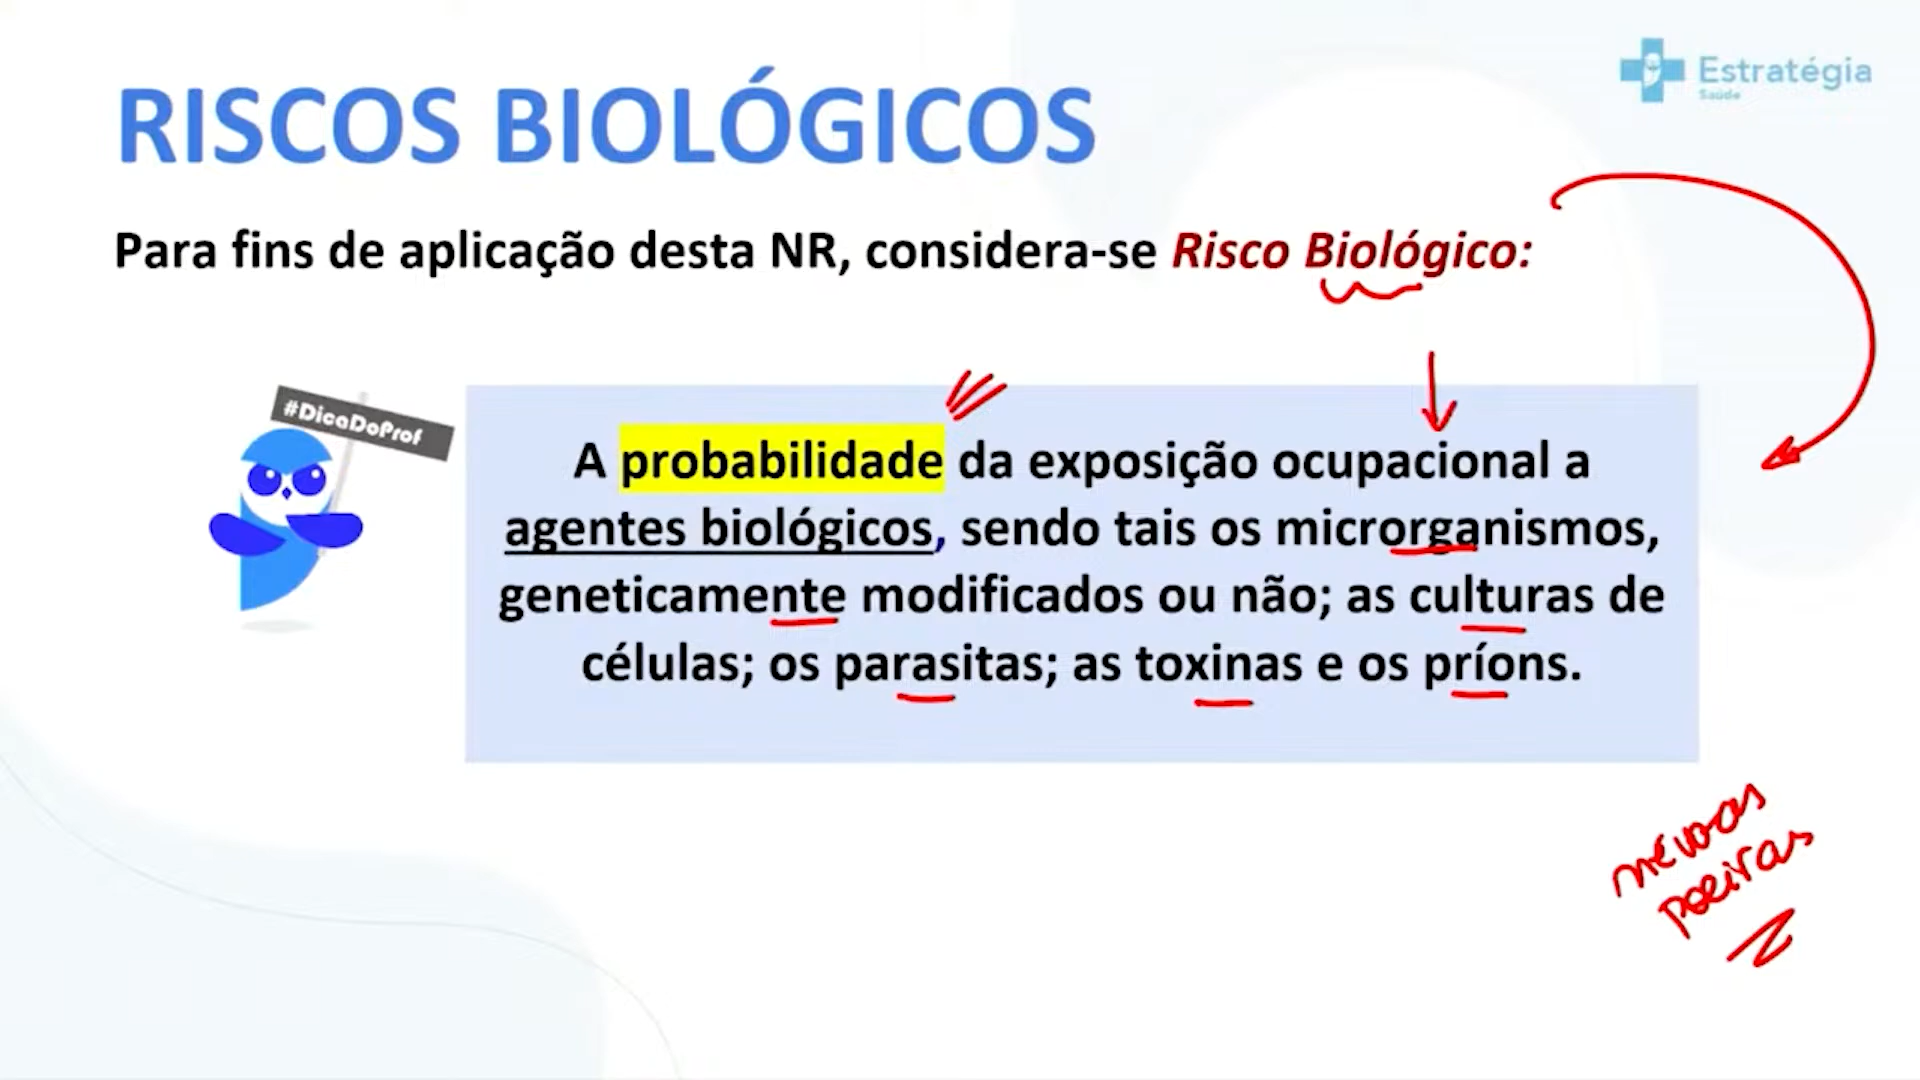 Estratégia
Saúde
RISCOS BIOLÓGICOS
Para fins de aplicação desta NR, considera-se Risco Biológico:
#DicaDoProf
A probabilidade da exposição ocupacional a
agentes biológicos, sendo tais os microrganismos,
geneticamente modificados ou não; as culturas de
células; os parasitas; as toxinas e os príons.
névoas
poeiras